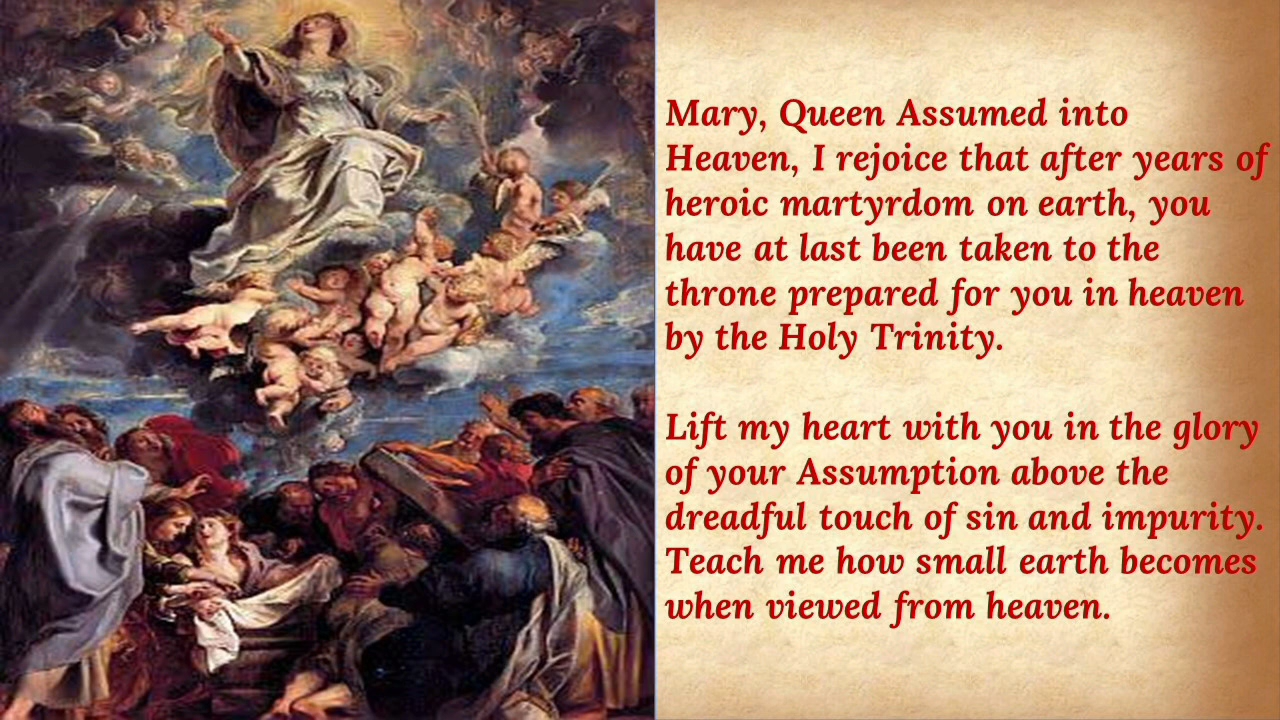 Mary, Queen Assumed into
Heaven, I rejoice that after years of
heroic martyrdom on earth, you
have at last been taken to the
throne prepared for you in heaven
by the Holy Trinity.
Lift my heart with you in the glory
of your Assumption above the
dreadful touch of sin and impurity.
Teach me how small earth becomes
when viewed from heaven.